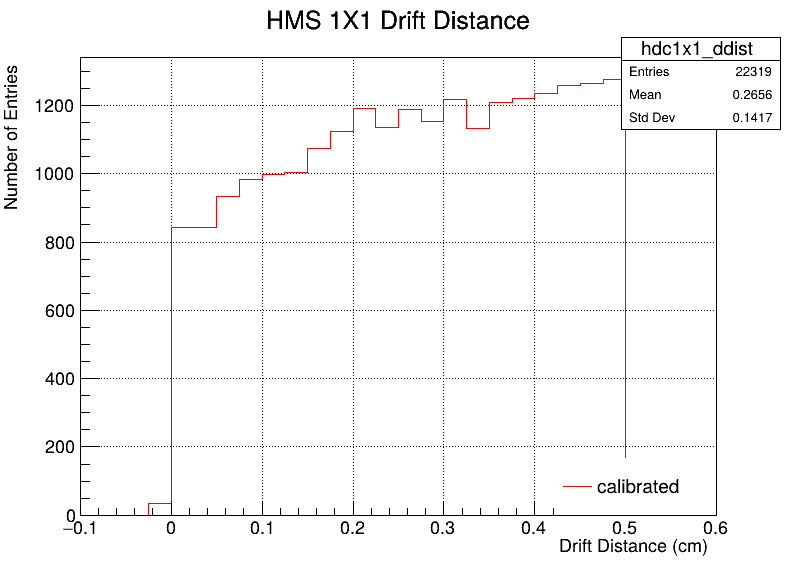 HMS 1X1 Drift Distance
hdc1x1_ddist
Entries 22319
Mean 0.2656
Std Dev 0.1417
Number of Entries
1200
1000
800
600
400
200
0
−0.1 0 0.1 0.2 0.3 0.4 0.5 0.6
Drift Distance (cm)
calibrated